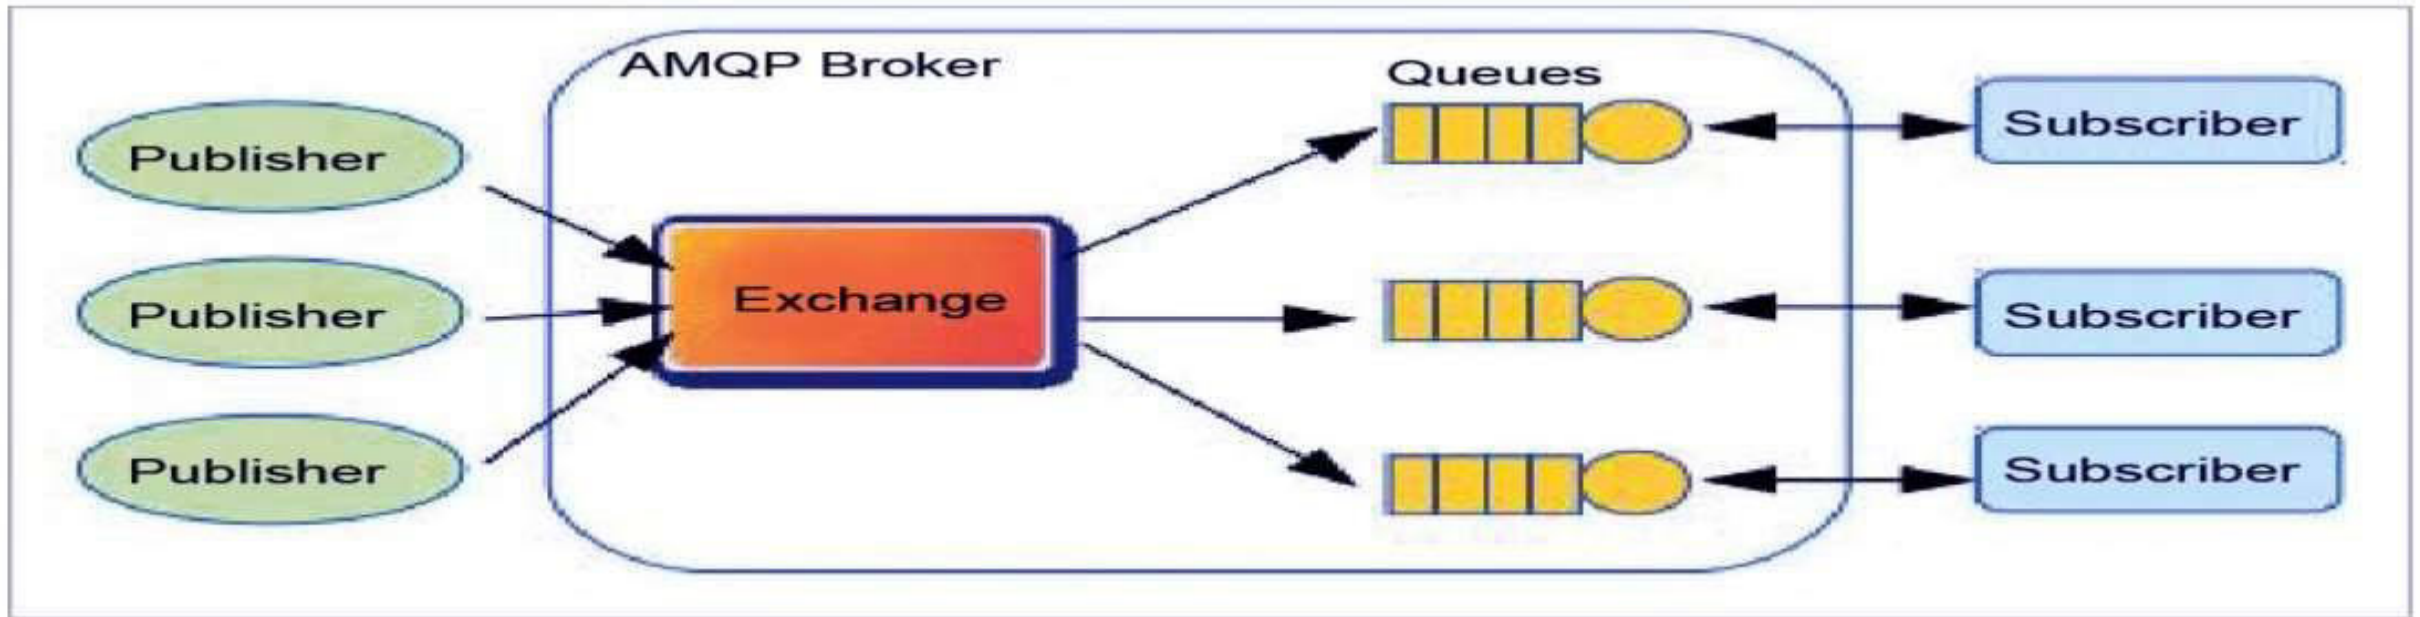 AMQP Broker
Queues
Publisher
Subscriber
Exchange
Publisher
Subscriber
Publisher
Subscriber